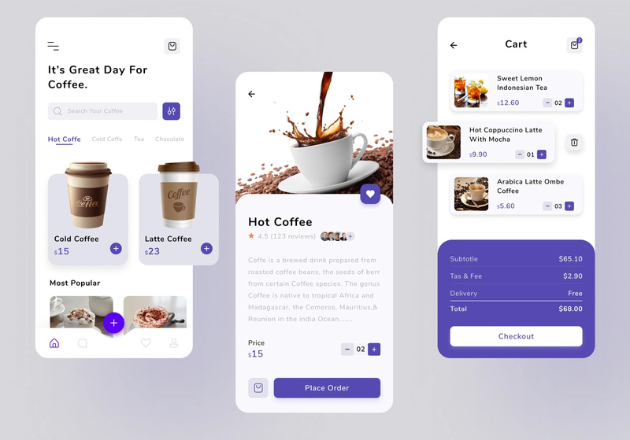 It's Great Day For
Coffee.
Search Your Coffee
Hot Coffe
Cold Coffe
Tea
Chocolate
Coffee
Coffee
Cold Coffee
$15
Latte Coffee
$23
Most Popular
Hot Coffee
4.5 (123 reviews)
Coffe is a brewed drink prepared from
roasted coffee beans, the seeds of kerr
from certain Coffee species. The genus
Coffee is native to tropical Africa and
Madagascar, the Comoros, Mauritius,&
Réunion in the india Ocean......
Price
$15
02
Place Order
Cart
Sweet Lemon
Indonesian Tea
$12.60
02
Hot Coppuccino Latte
With Mocha
$9.90
01
Arabica Latte Ombe
Coffee
$5.60
03
Subtotle $65.10
Tas & Fee $2.90
Delivery Free
Total $68.00
Checkout